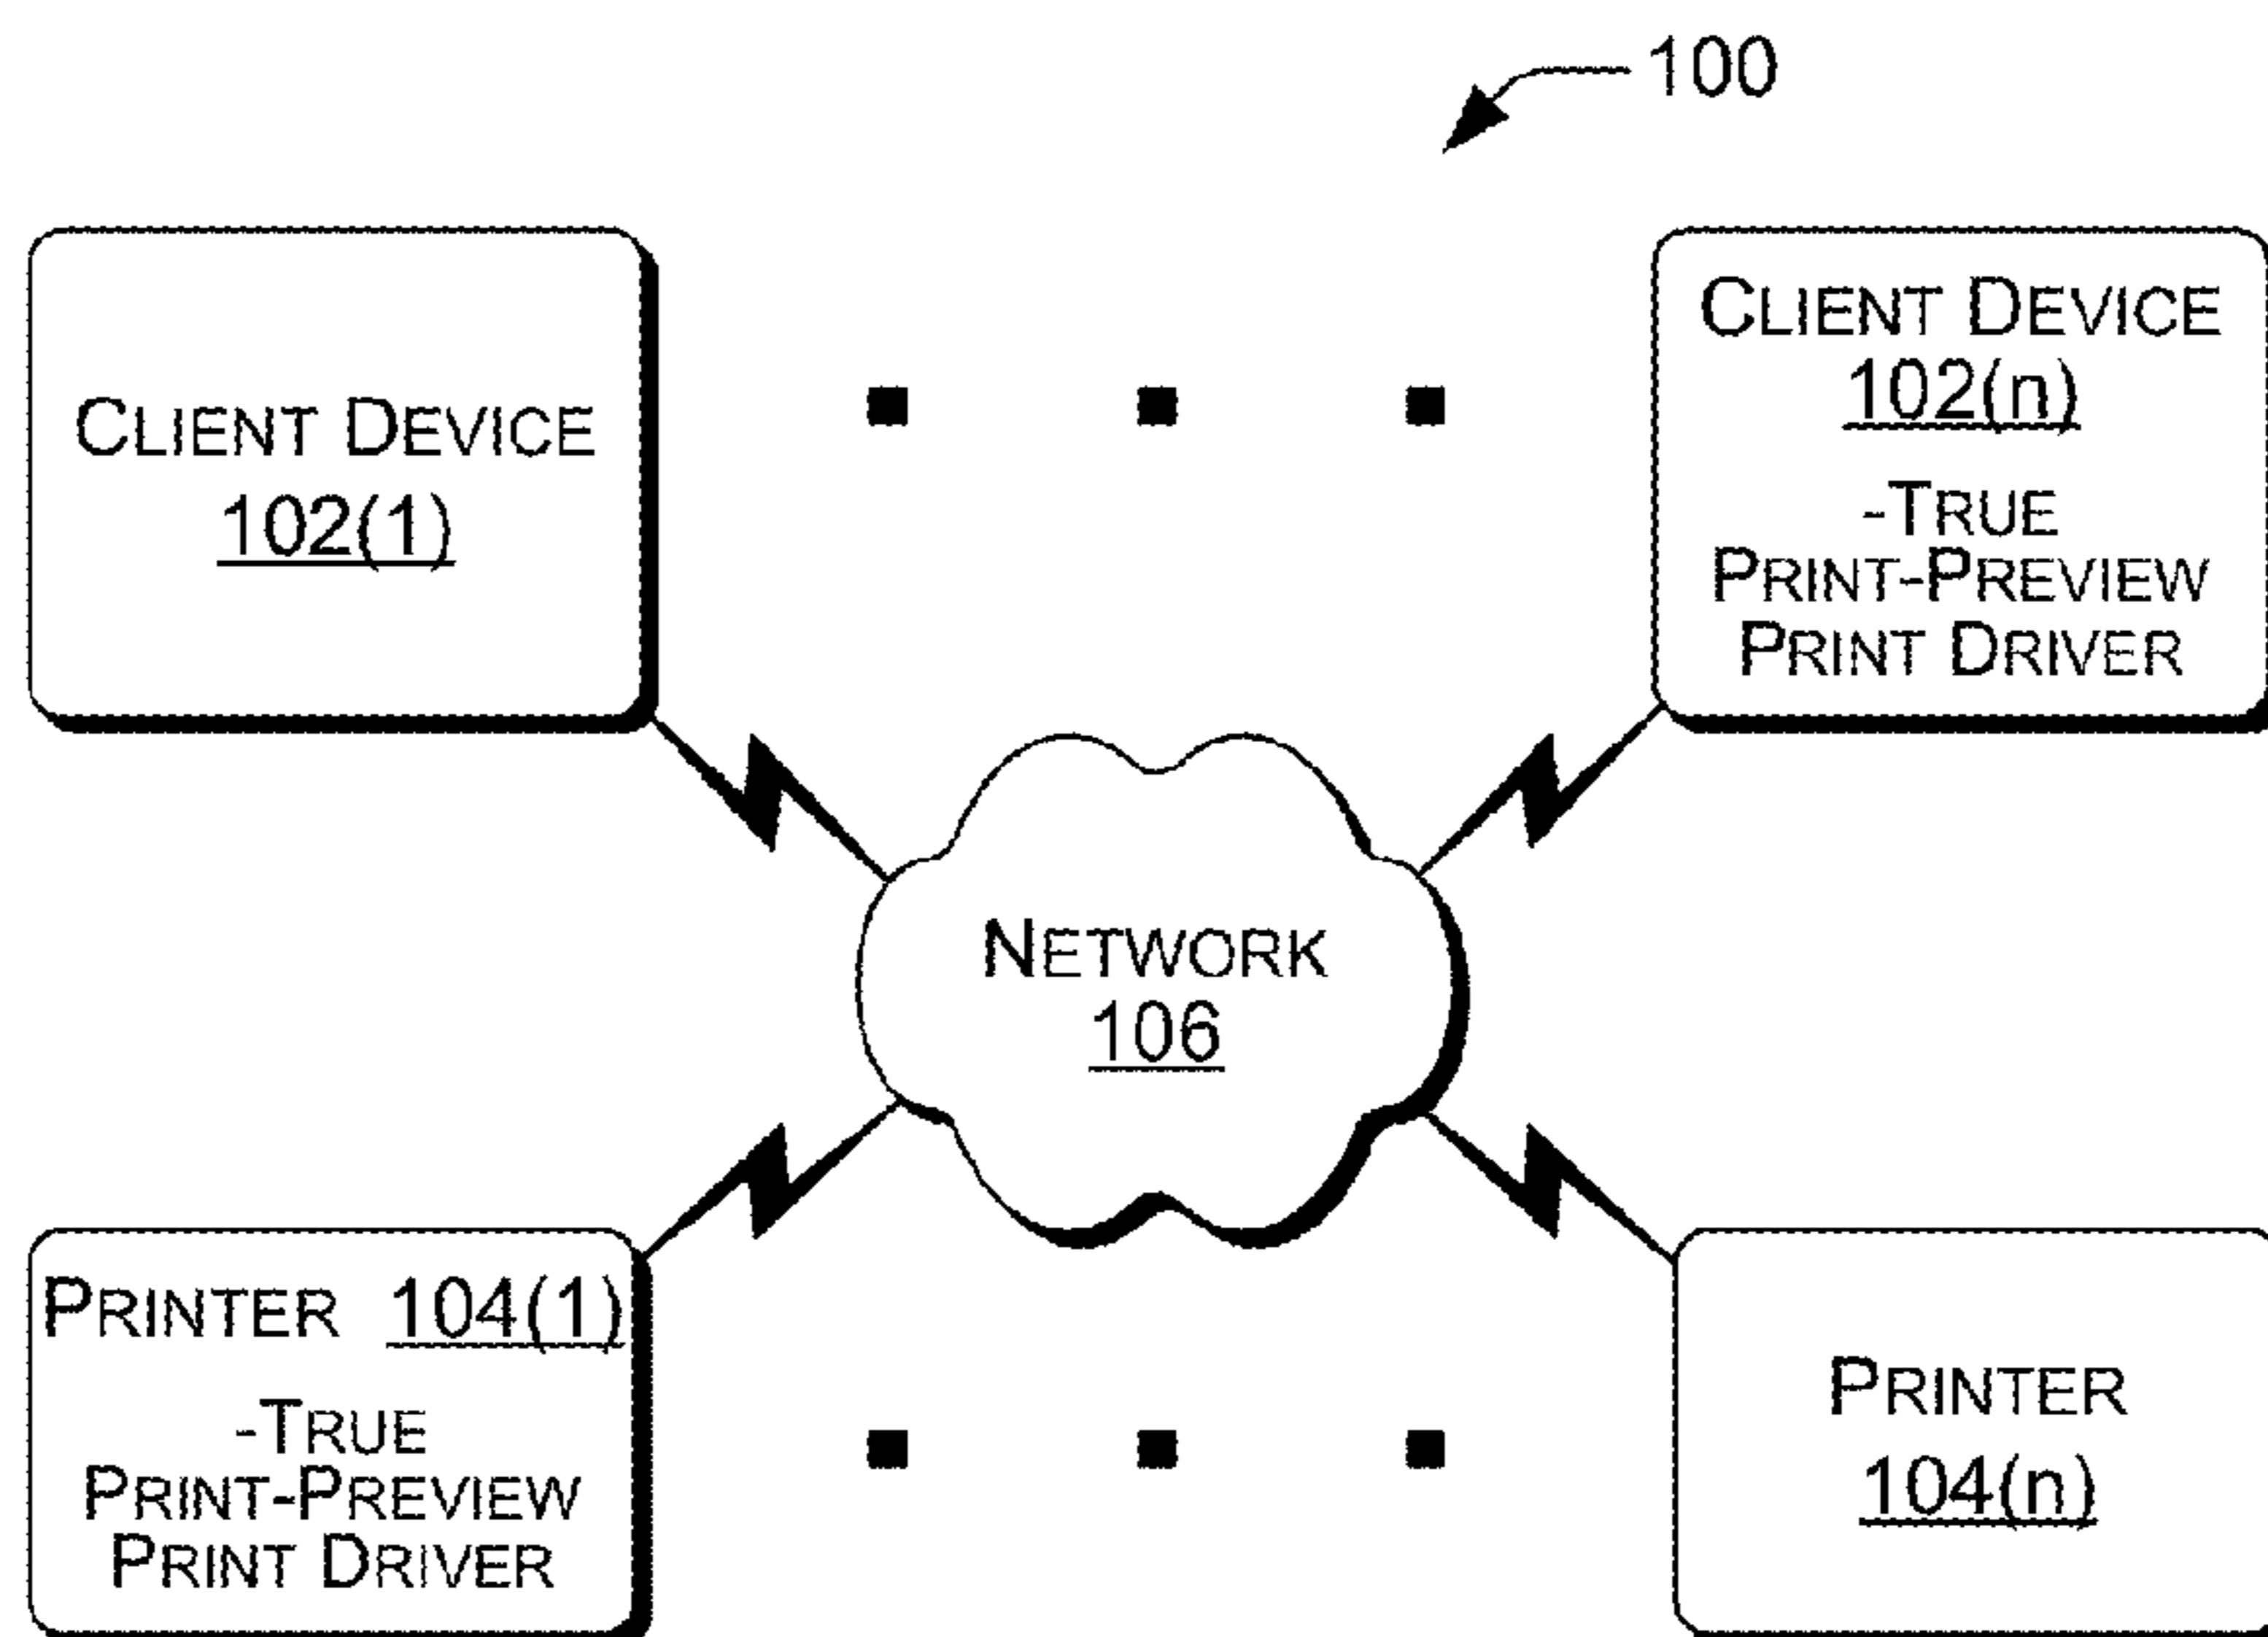 100
CLIENT DEVICE
102(1)
CLIENT DEVICE
102(n)
-TRUE
PRINT-PREVIEW
PRINT DRIVER
NETWORK
106
PRINTER 104(1)
-TRUE
PRINT-PREVIEW
PRINT DRIVER
PRINTER
104(n)